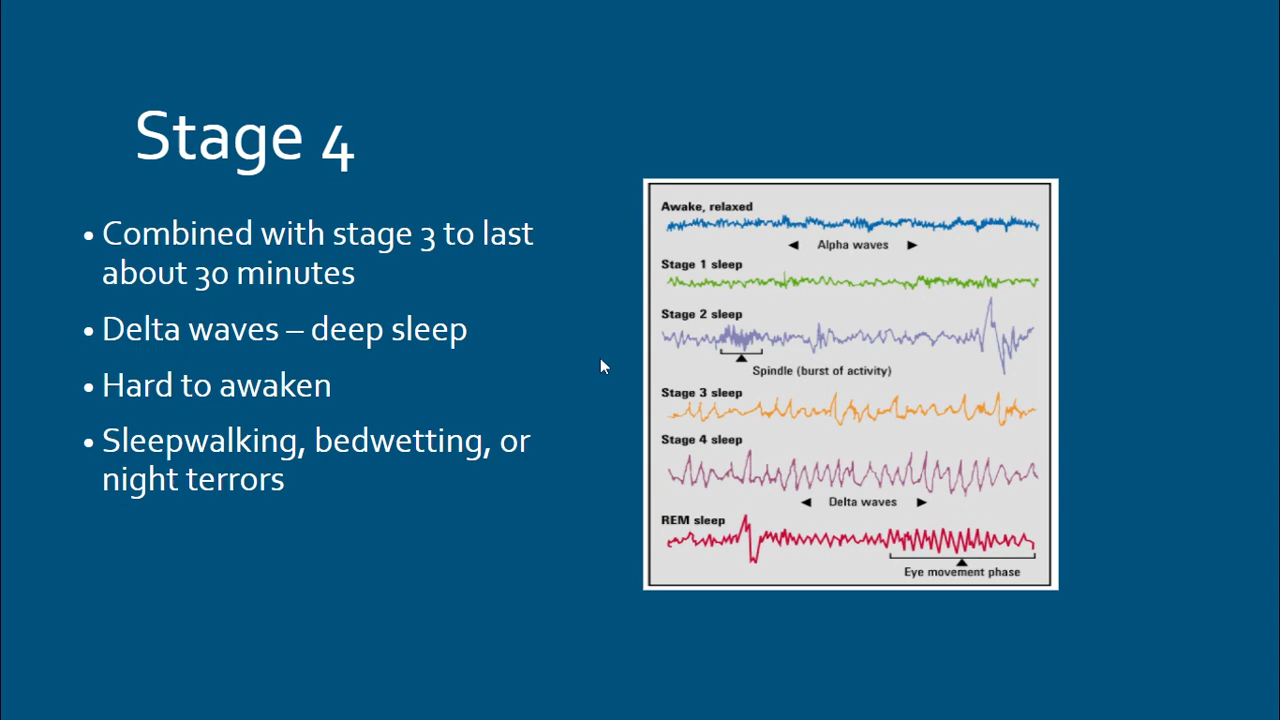 Stage 4
• Combined with stage 3 to last
about 30 minutes
• Delta waves – deep sleep
• Hard to awaken
• Sleepwalking, bedwetting, or
night terrors
Awake, relaxed
Alpha waves
Stage 1 sleep
Stage 2 sleep
Spindle (burst of activity)
Stage 3 sleep
Stage 4 sleep
Delta waves
REM sleep
Eye movement phase